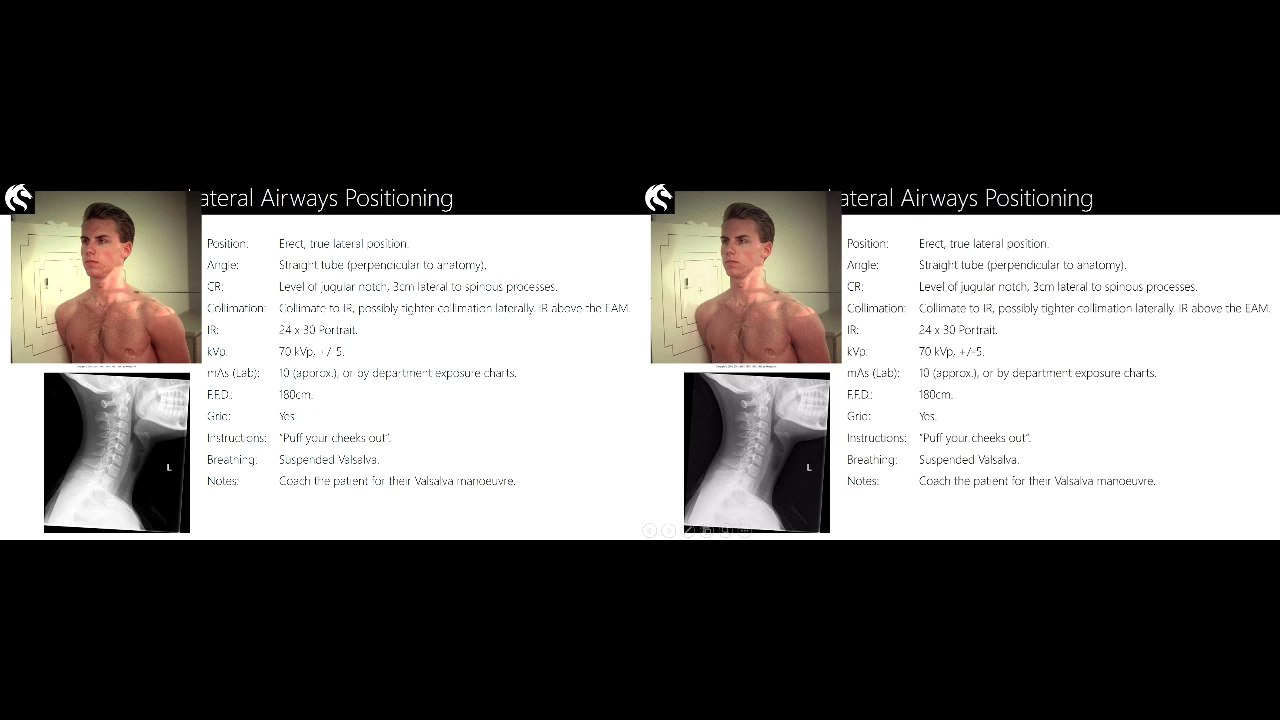 ateral Airways Positioning
Position: Erect, true lateral position.
Angle: Straight tube (perpendicular to anatomy).
CR: Level of jugular notch, 3cm lateral to spinous processes.
Collimation: Collimate to IR, possibly tighter collimation laterally. IR above the EAM.
IR: 24 x 30 Portrait.
kVp: 70 kVp, +/-5.
mAs (Lab): 10 (approx.), or by department exposure charts.
F.F.D: 180cm.
Grid: Yes.
Instructions: "Puff your cheeks out".
Breathing: Suspended Valsalva.
Notes: Coach the patient for their Valsalva manoeuvre.
L
ateral Airways Positioning
Position: Erect, true lateral position.
Angle: Straight tube (perpendicular to anatomy).
CR: Level of jugular notch, 3cm lateral to spinous processes.
Collimation: Collimate to IR, possibly tighter collimation laterally. IR above the EAM.
IR: 24 x 30 Portrait.
kVp: 70 kVp, +/-5.
mAs (Lab): 10 (approx.), or by department exposure charts.
F.F.D: 180cm.
Grid: Yes.
Instructions: "Puff your cheeks out".
Breathing: Suspended Valsalva.
Notes: Coach the patient for their Valsalva manoeuvre.
L